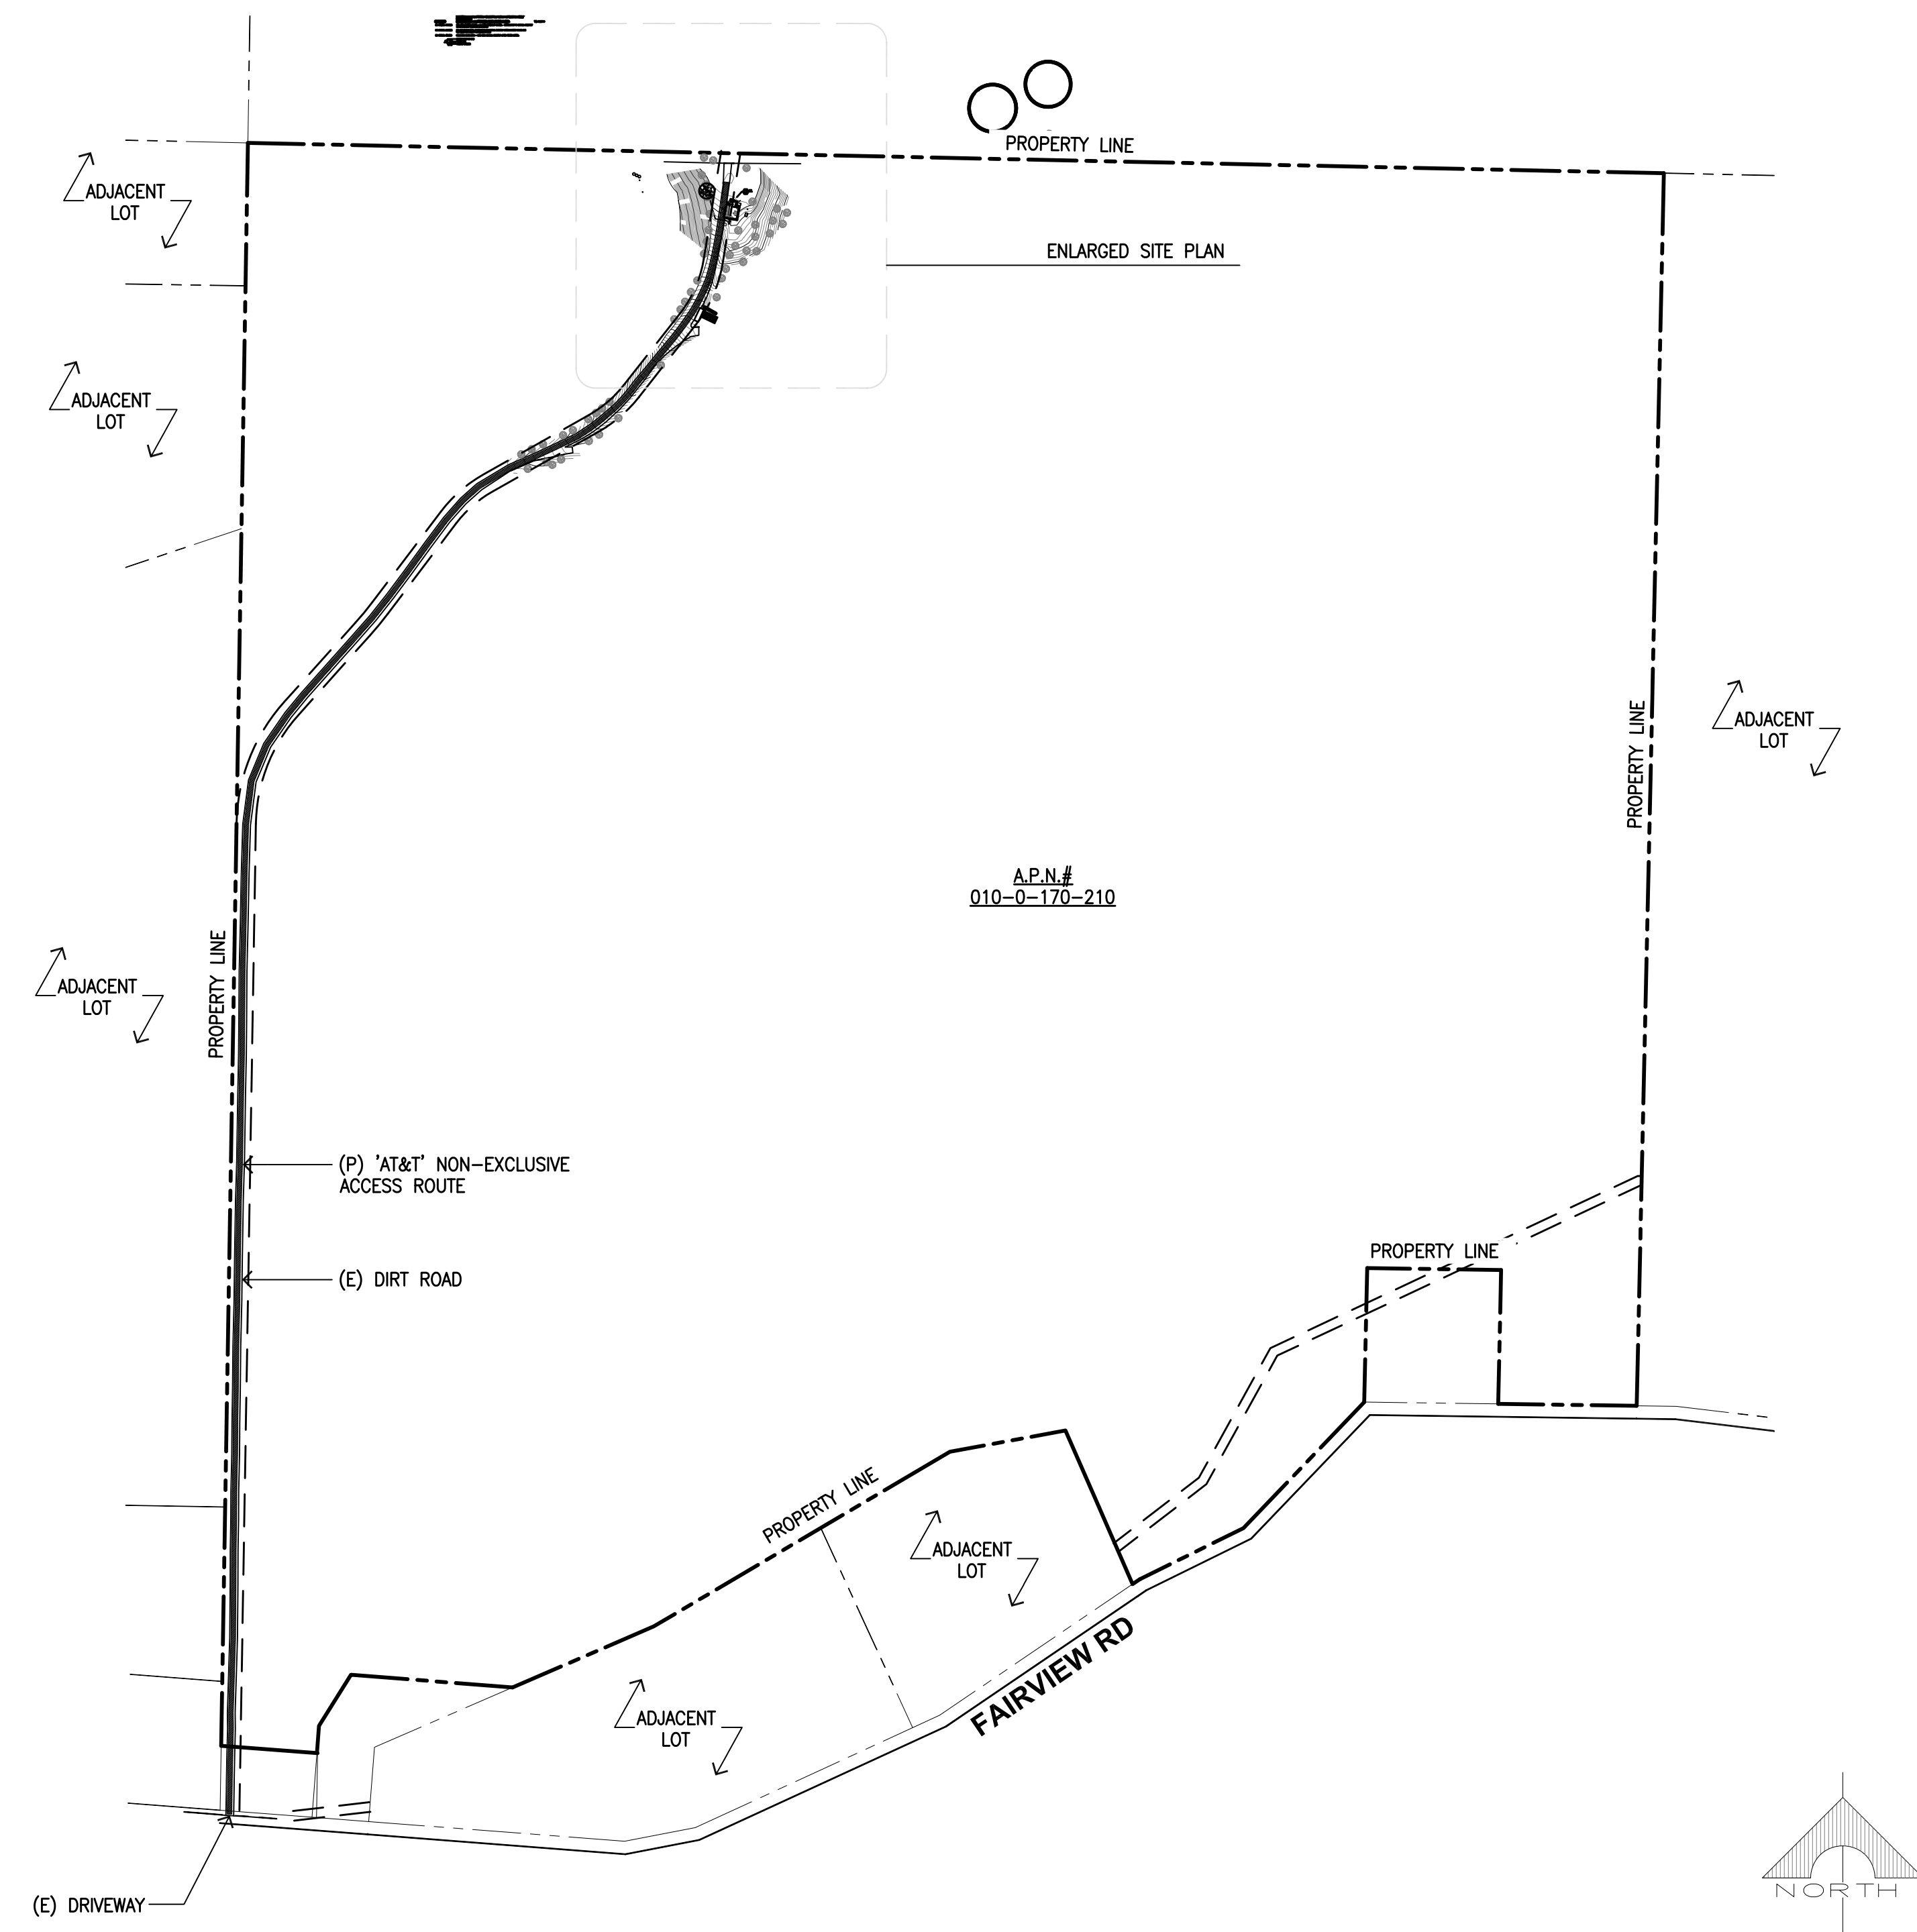 PROPERTY LINE
ADJACENT
LOT
ENLARGED SITE PLAN
ADJACENT
LOT
PROPERTY LINE
ADJACENT
LOT
A.P.N.#
010-0-170-210
PROPERTY LINE
ADJACENT
LOT
(P) 'AT&T' NON-EXCLUSIVE
ACCESS ROUTE
PROPERTY LINE
(E) DIRT ROAD
PROPERTY LINE
ADJACENT
LOT
FAIRVIEW RD
ADJACENT
LOT
(E) DRIVEWAY
NORTH